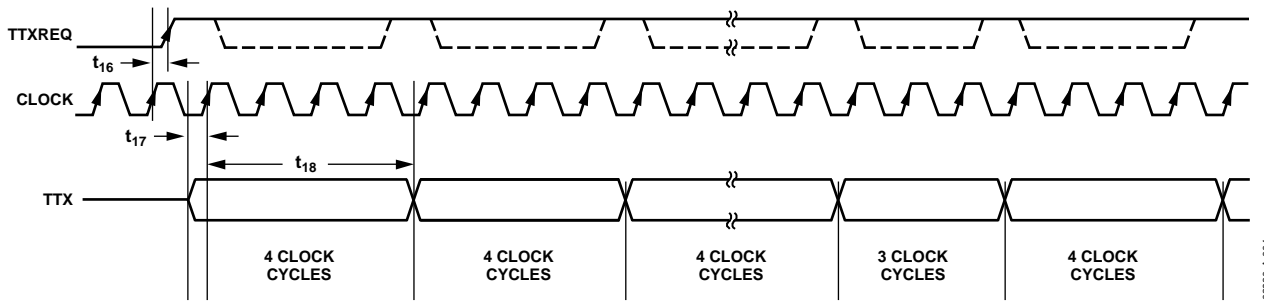 TTXREQ
t16
CLOCK
t17
t18
TTX
4 CLOCK
CYCLES
4 CLOCK
CYCLES
4 CLOCK
CYCLES
3 CLOCK
CYCLES
4 CLOCK
CYCLES